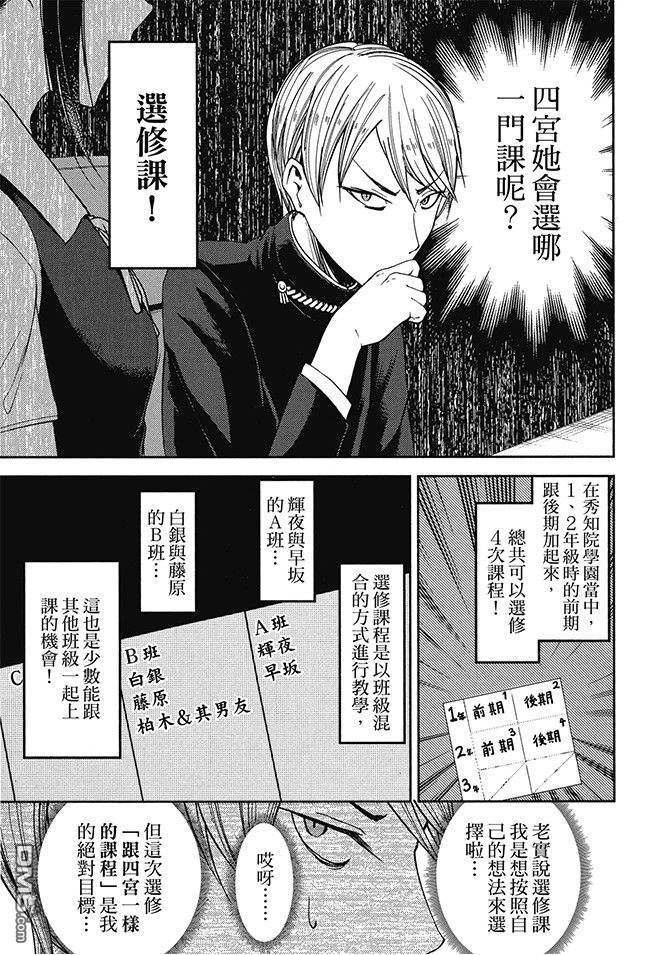 四宮她會選哪
一門課呢？
選修課！
在秀知院學園當中，
1、2年級時的前期
跟後期加起來，
總共可以選修
4次課程！
1年 前期1 後期2
2年 前期3 後期4
3年
選修課程是以班級混
合的方式進行教學，
輝夜與早坂
的A班…
白銀與藤原
的B班…
A班
輝夜
早坂
B班
白銀
藤原
柏木＆其男友
C
這也是少數能跟
其他班級一起上
課的機會！
老實說選修課
我是想按照自
己的想法來選
擇啦…
哎呀……
但這次選修
「跟四宮一樣
的課程」是我
的絕對目標…
DM5.com